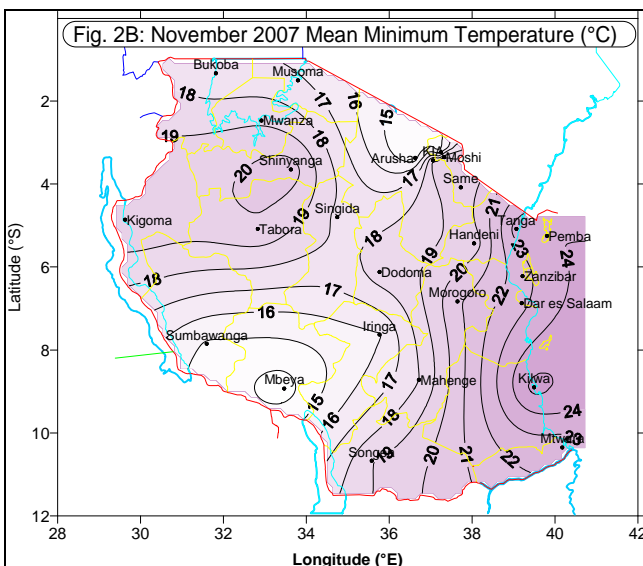 Fig. 2B: November 2007 Mean Minimum Temperature (°C)
Bukoba
Musoma
18
17
16
2
15
Mwanza
19
18
KIA
Arusha
Moshi
Shinyanga
20
17
Same
4
21
19
Singida
Kigoma
Tabora
Tanga
Handeni
Pemba
18
23
24
19
6
18
Dodoma
20
Zanzibar
17
22
Morogoro
Dar es Salaam
16
Iringa
Sumbawanga
8
17
Mahenge
Mbeya
Kilwa
15
18
16
24
10
23
Mtwara
Songea
19
20
21
22
12
28
30
32
34
36
38
40
42
Latitude (°S)
Longitude (°E)